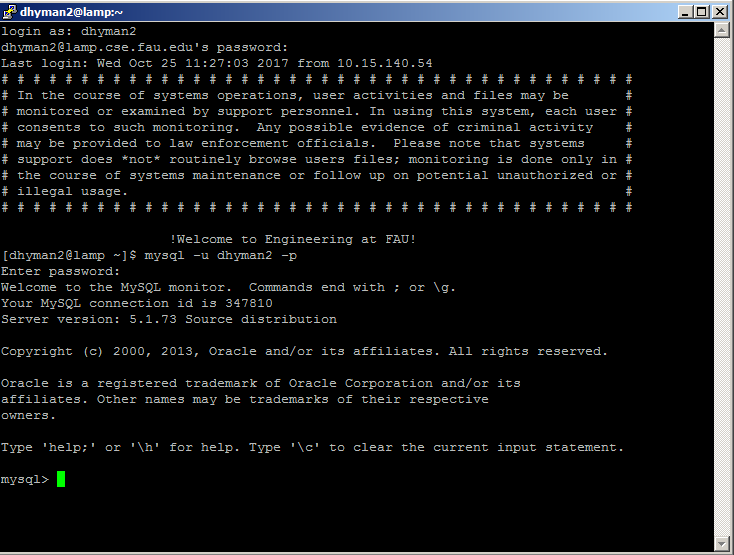 dhyman2@lamp:~
login as: dhyman2
dhyman2@lamp.cse.fau.edu's password:
Last login: Wed Oct 25 11:27:03 2017 from 10.15.140.54
# # # # # # # # # # # # # # # # # # # # # # # # # # # # # # # # # # # # # # # #
# In the course of systems operations, user activities and files may be       #
# monitored or examined by support personnel. In using this system, each user #
# consents to such monitoring.  Any possible evidence of criminal activity    #
# may be provided to law enforcement officials.  Please note that systems     #
# support does *not* routinely browse users files; monitoring is done only in #
# the course of systems maintenance or follow up on potential unauthorized or #
# illegal usage.                                                              #
# # # # # # # # # # # # # # # # # # # # # # # # # # # # # # # # # # # # # # # #
!Welcome to Engineering at FAU!
[dhyman2@lamp ~]$ mysql -u dhyman2 -p
Enter password:
Welcome to the MySQL monitor.  Commands end with ; or \g.
Your MySQL connection id is 347810
Server version: 5.1.73 Source distribution
Copyright (c) 2000, 2013, Oracle and/or its affiliates. All rights reserved.
Oracle is a registered trademark of Oracle Corporation and/or its
affiliates. Other names may be trademarks of their respective
owners.
Type 'help;' or '\h' for help. Type '\c' to clear the current input statement.
mysql>